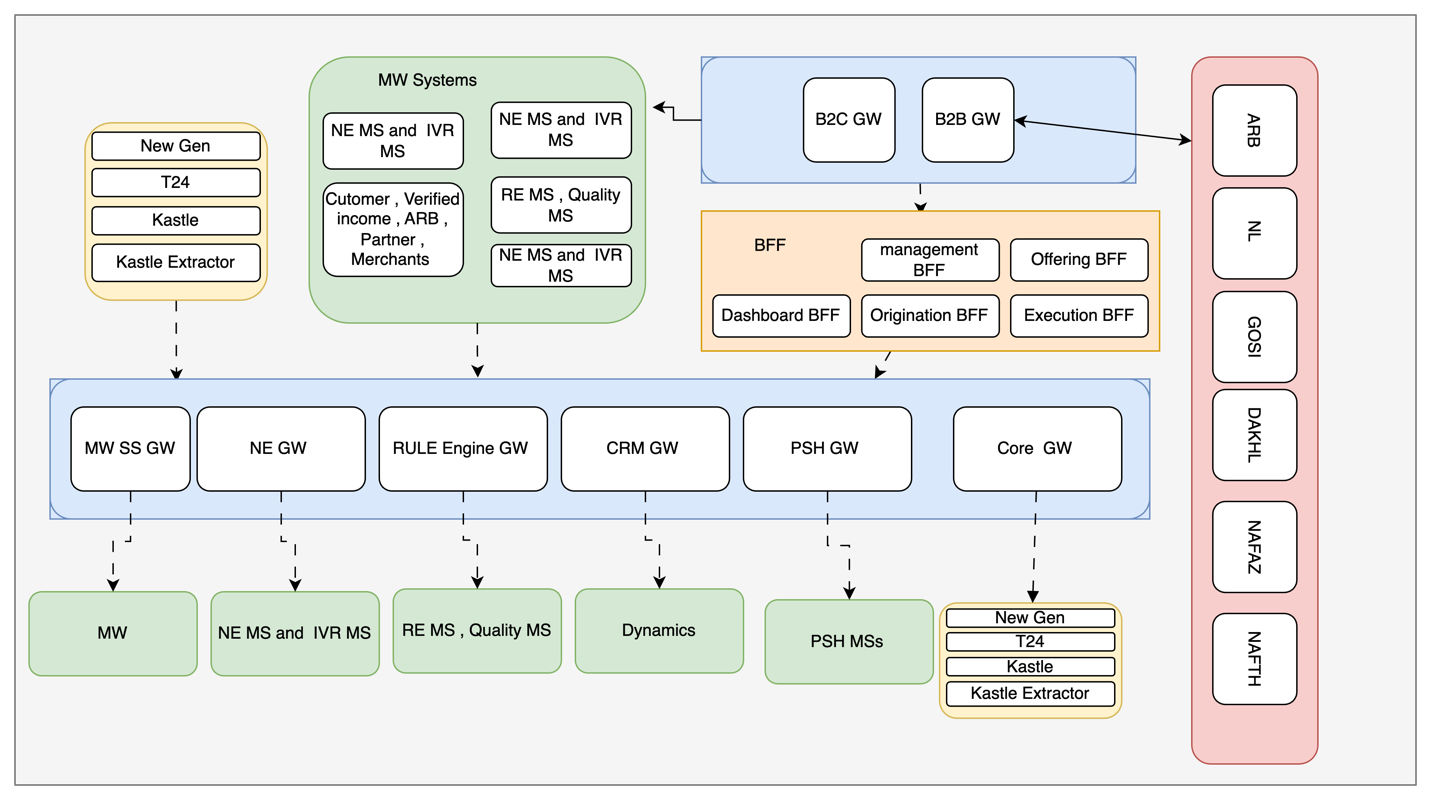 MW Systems
NE MS and  IVR
MS
NE MS and  IVR
MS
Cutomer , Verified
income , ARB ,
Partner ,
Merchants
RE MS , Quality
MS
NE MS and  IVR
MS
New Gen
T24
Kastle
Kastle Extractor
B2C GW
B2B GW
BFF
management
BFF
Offering BFF
Dashboard BFF
Origination BFF
Execution BFF
ARB
NL
GOSI
DAKHL
NAFAZ
NAFTH
MW SS GW
NE GW
RULE Engine GW
CRM GW
PSH GW
Core  GW
MW
NE MS and  IVR MS
RE MS , Quality MS
Dynamics
PSH MSs
New Gen
T24
Kastle
Kastle Extractor